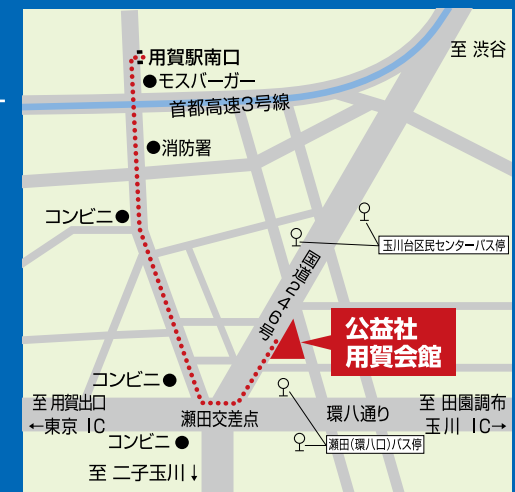 至 渋谷
用賀駅南口
モスバーガー
首都高速3号線
消防署
コンビニ
玉川台区民センターバス停
国道246号
公益社
用賀会館
コンビニ
至 用賀出口
←東京 IC
瀬田交差点
環八通り
至 田園調布
玉川 IC→
コンビニ
瀬田(環八口)バス停
至 二子玉川↓